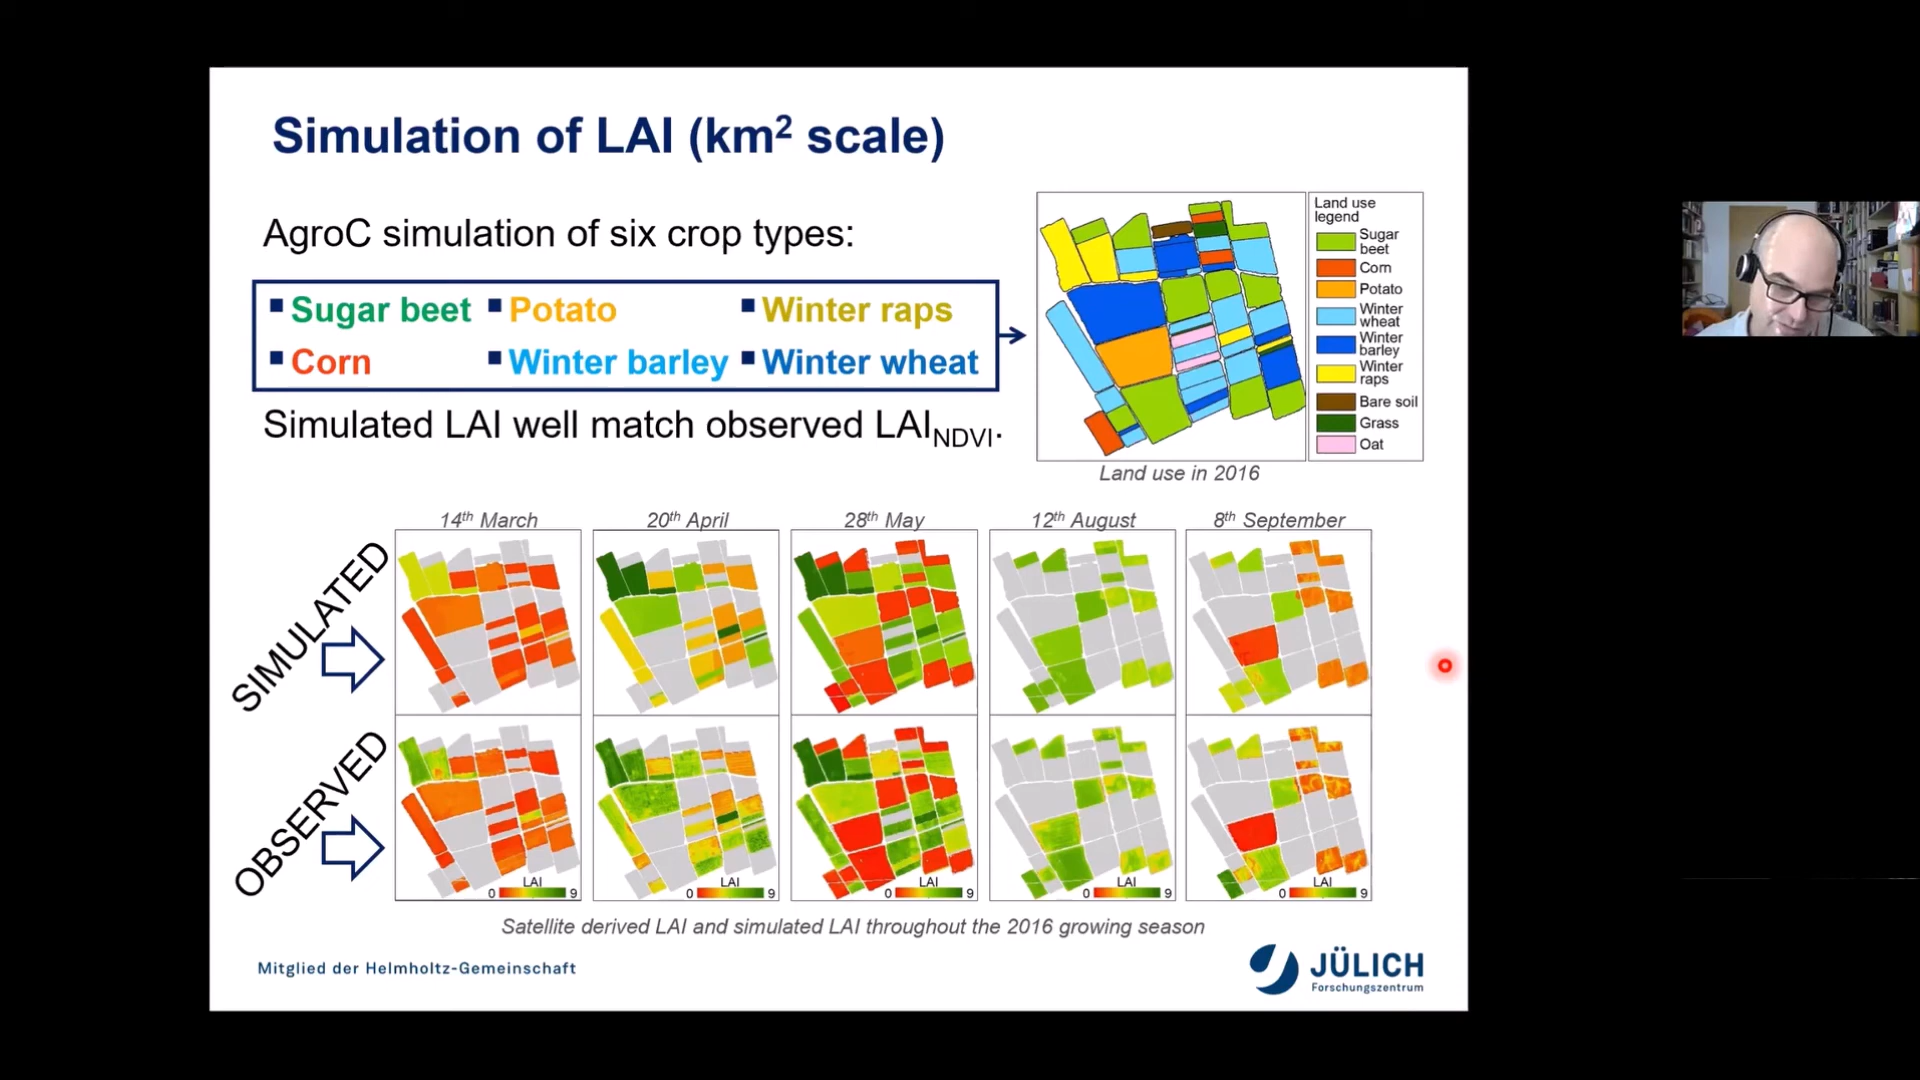 Simulation of LAI (km² scale)
AgroC simulation of six crop types:
▪ Sugar beet ▪ Potato ▪ Winter raps
▪ Corn ▪ Winter barley ▪ Winter wheat
Simulated LAI well match observed LAI_NDVI.
Land use
legend
Sugar
beet
Corn
Potato
Winter
wheat
Winter
barley
Winter
raps
Bare soil
Grass
Oat
Land use in 2016
14th March 20th April 28th May 12th August 8th September
SIMULATED
OBSERVED
LAI LAI LAI LAI LAI
0 9 0 9 0 9 0 9 0 9
Satellite derived LAI and simulated LAI throughout the 2016 growing season
Mitglied der Helmholtz-Gemeinschaft
JÜLICH
Forschungszentrum